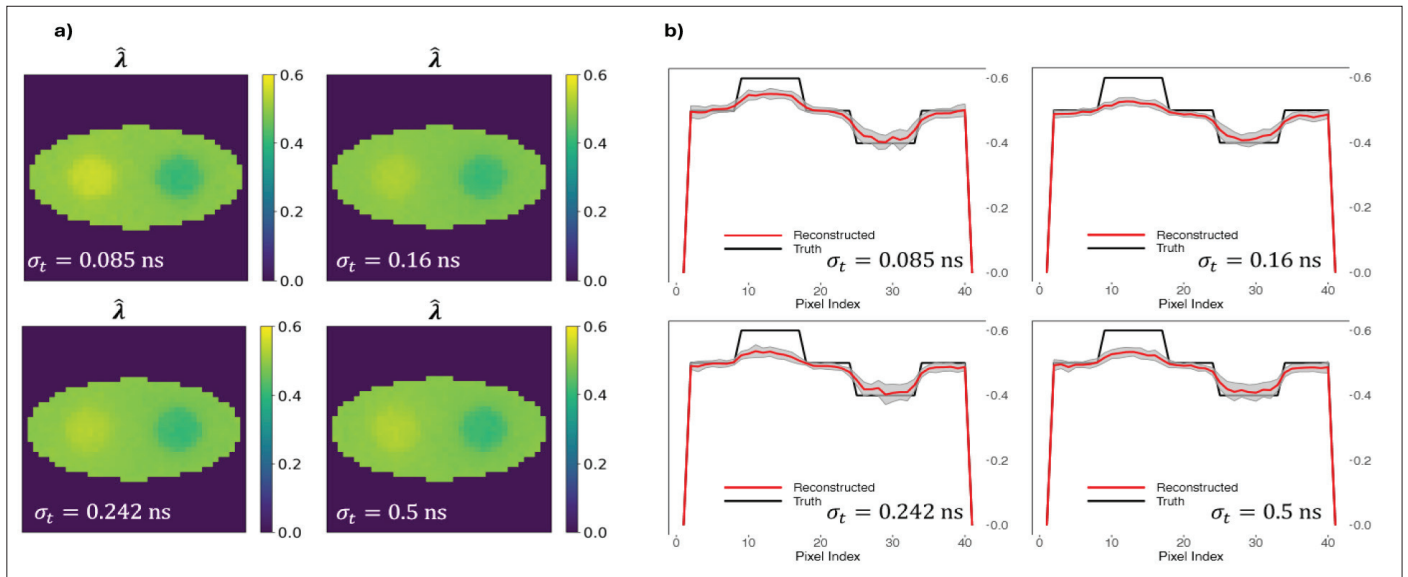 a)
λ̂
0.6
0.4
0.2
0.0
σt = 0.085 ns
λ̂
0.6
0.4
0.2
0.0
σt = 0.16 ns
λ̂
0.6
0.4
0.2
0.0
σt = 0.242 ns
λ̂
0.6
0.4
0.2
0.0
σt = 0.5 ns
b)
-0.6
-0.4
-0.2
-0.0
Reconstructed
Truth
σt = 0.085 ns
0 10 20 30 40
Pixel Index
-0.6
-0.4
-0.2
-0.0
Reconstructed
Truth
σt = 0.16 ns
0 10 20 30 40
Pixel Index
-0.6
-0.4
-0.2
-0.0
Reconstructed
Truth
σt = 0.242 ns
0 10 20 30 40
Pixel Index
-0.6
-0.4
-0.2
-0.0
Reconstructed
Truth
σt = 0.5 ns
0 10 20 30 40
Pixel Index